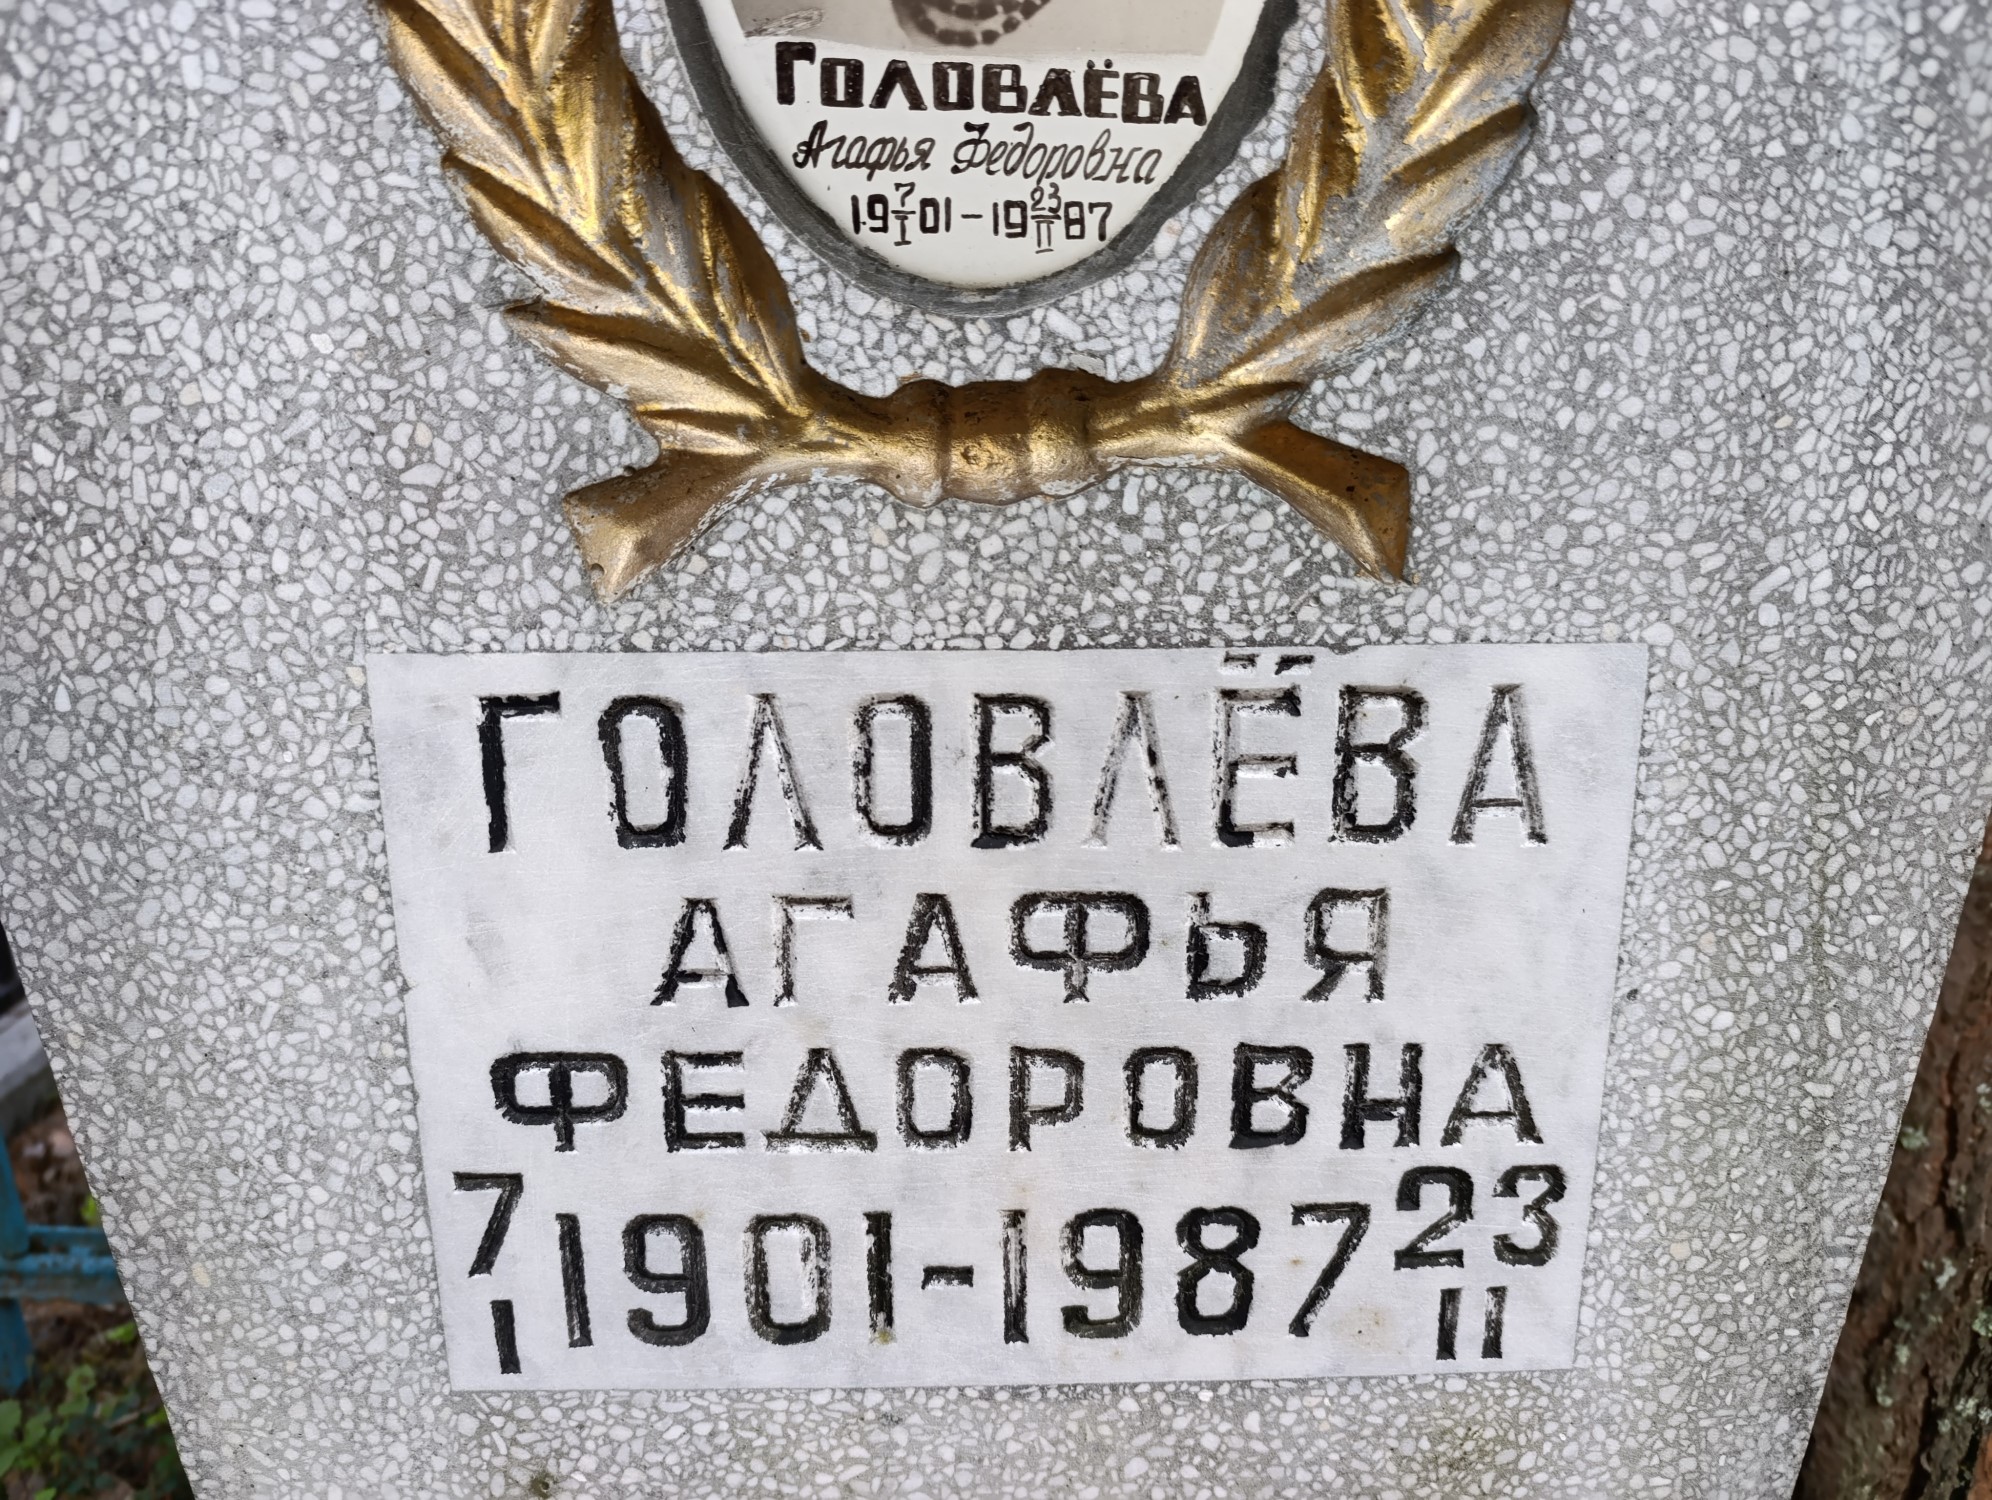 ГОЛОВЛЁВА
Агафья Федоровна
19 7/I 01 - 19 23/II 87
ГОЛОВЛЁВА
АГАФЬЯ
ФЕДОРОВНА
7/I 1901-1987 23/II